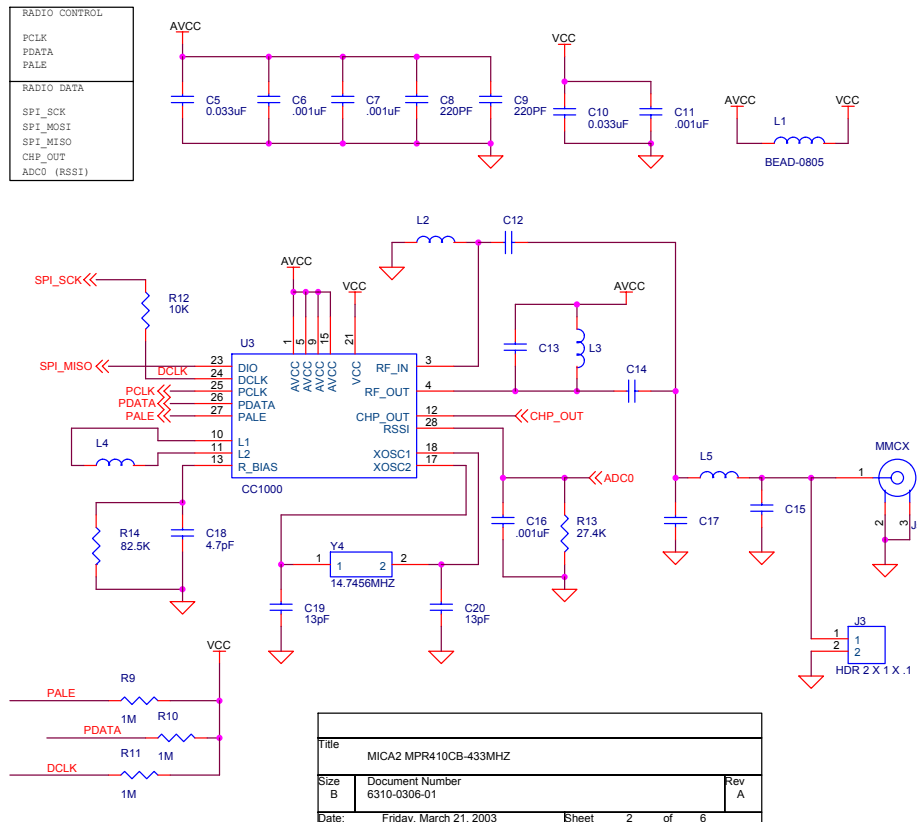 RADIO CONTROL
PCLK
PDATA
PALE
RADIO DATA
SPI_SCK
SPI_MOSI
SPI_MISO
CHP_OUT
ADC0 (RSSI)
AVCC
C5
0.033uF
C6
.001uF
C7
.001uF
C8
220PF
C9
220PF
VCC
C10
0.033uF
C11
.001uF
AVCC
VCC
L1
BEAD-0805
L2
C12
AVCC
VCC
AVCC
SPI_SCK
R12
10K
C13
L3
C14
U3
1
5
9
15
21
AVCC
AVCC
AVCC
AVCC
VCC
SPI_MISO
DCLK
PCLK
PDATA
PALE
23
24
25
26
27
10
11
13
DIO
DCLK
PCLK
PDATA
PALE
L1
L2
R_BIAS
RF_IN
RF_OUT
CHP_OUT
RSSI
XOSC1
XOSC2
3
4
12
28
18
17
CHP_OUT
CC1000
L4
R14
82.5K
C18
4.7pF
ADC0
C16
.001uF
R13
27.4K
L5
C17
C15
MMCX
1
2
3
J
Y4
1
2
1
2
14.7456MHZ
C19
13pF
C20
13pF
J3
1
2
1
2
HDR 2 X 1 X .1
VCC
PALE
R9
1M
PDATA
R10
1M
DCLK
R11
1M
Title
MICA2 MPR410CB-433MHZ
Size
B
Document Number
6310-0306-01
Rev
A
Date:
Friday, March 21, 2003
Sheet
2
of
6